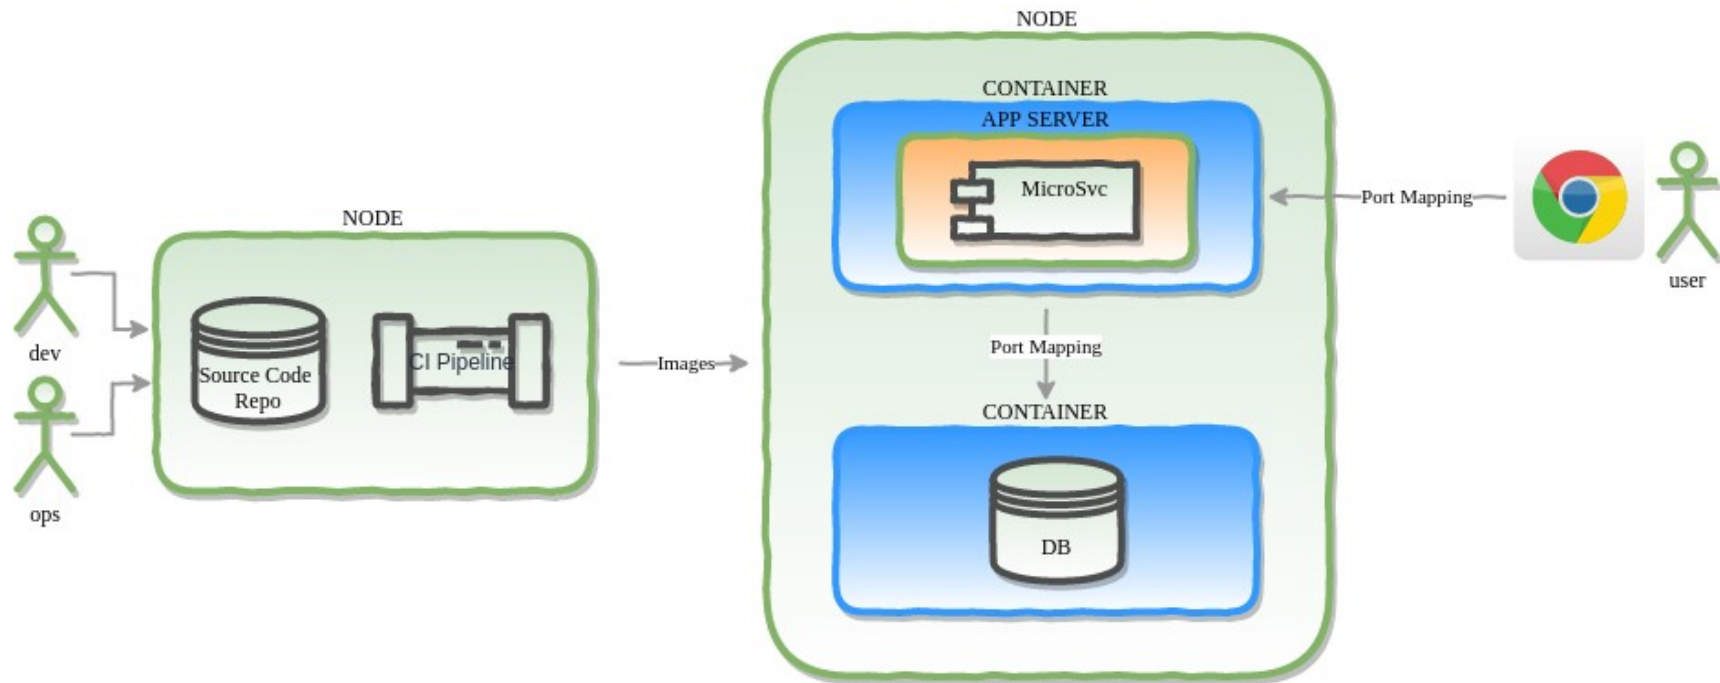 NODE
CONTAINER
APP SERVER
MicroSvc
Port Mapping
user
NODE
dev
Source Code
Repo
CI Pipeline
Images
Port Mapping
CONTAINER
DB
ops